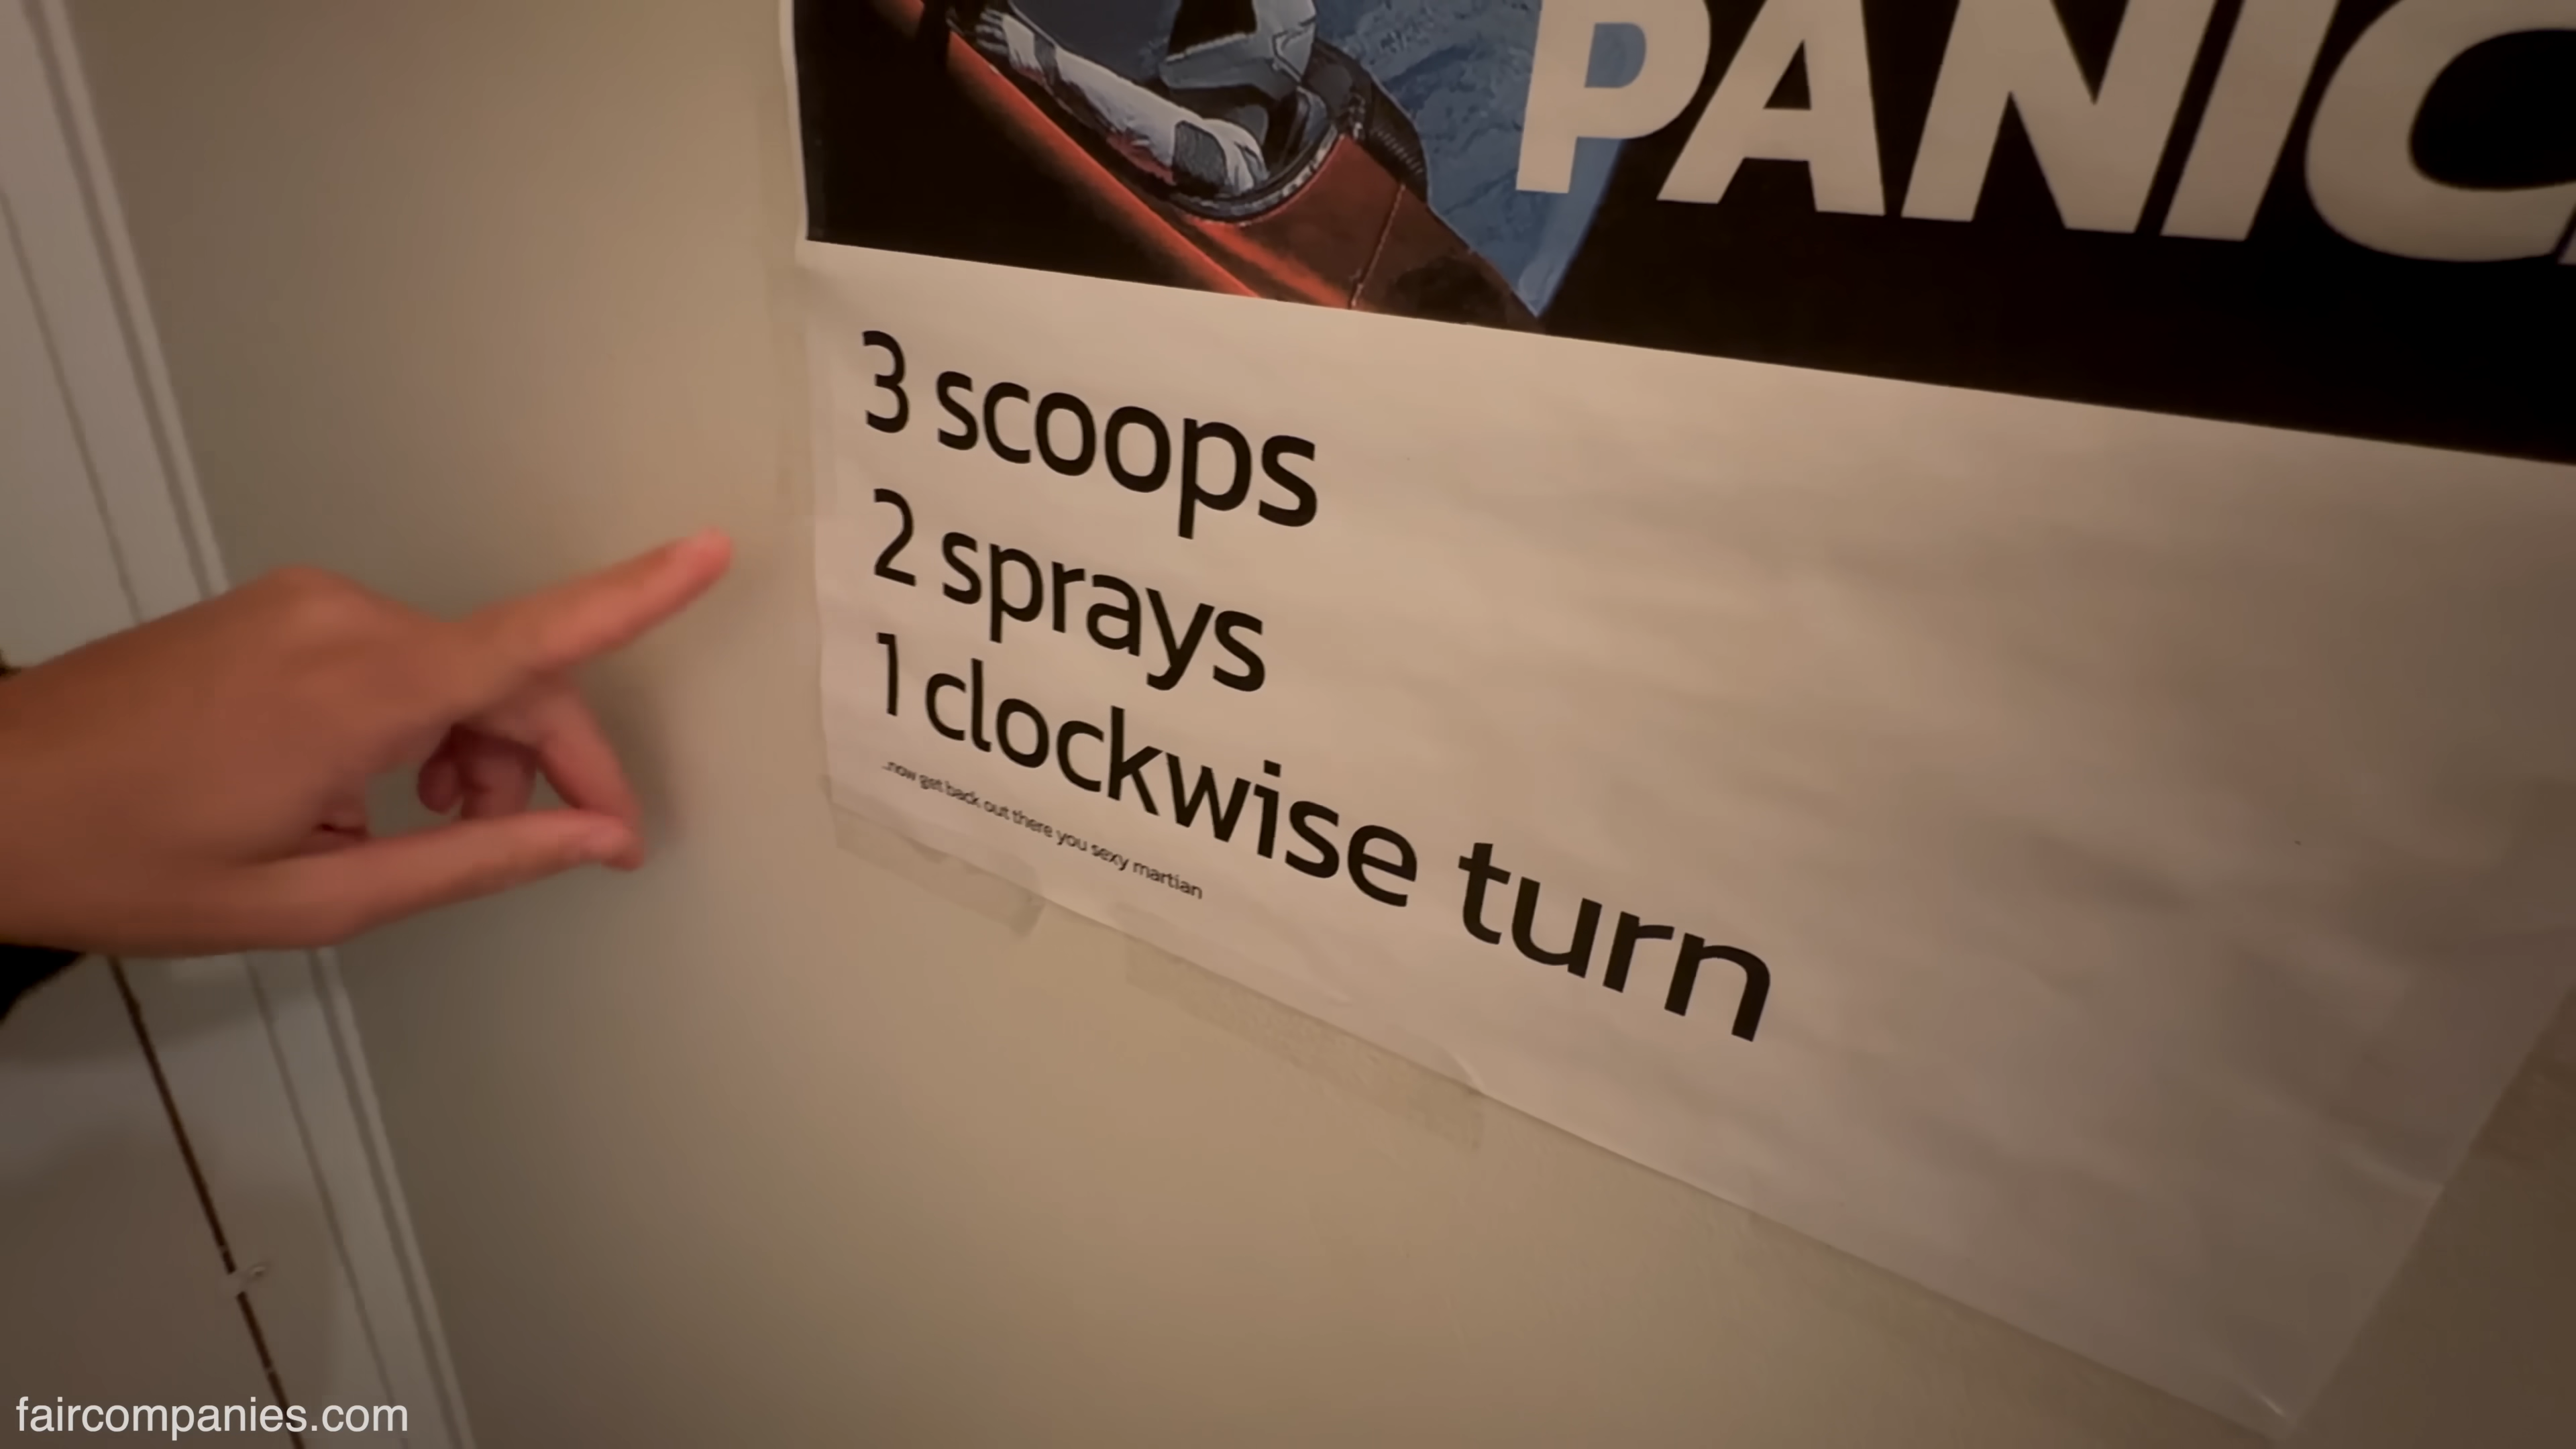 PANIC
3 scoops
2 sprays
1 clockwise turn
...now get back out there you sexy martian
faircompanies.com